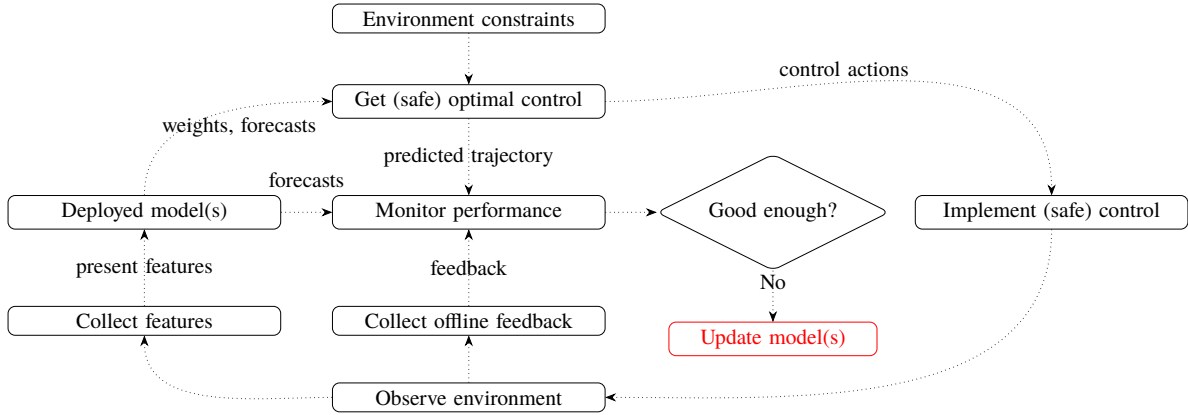 Environment constraints
control actions
Get (safe) optimal control
weights, forecasts
predicted trajectory
forecasts
Deployed model(s)
Monitor performance
Good enough?
Implement (safe) control
present features
feedback
No
Collect features
Collect offline feedback
Update model(s)
Observe environment